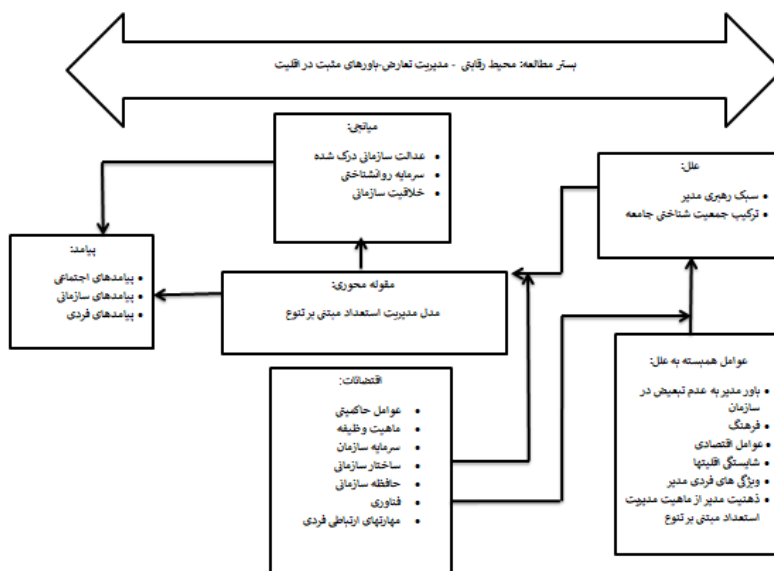 بستر مطالعه: محیط رقابتی - مدیریت تعارض-باورهای مثبت در اقلیت
میانجی:
عدالت سازمانی درک شده
سرمایه روانشناختی
خلاقیت سازمانی
علل:
سبک رهبری مدیر
ترکیب جمعیت شناختی جامعه
پیامد:
پیامدهای اجتماعی
پیامدهای سازمانی
پیامدهای فردی
مقوله محوری:
مدل مدیریت استعداد مبتنی بر تنوع
عوامل همبسته به علل:
باور مدیر به عدم تبعیض در
سازمان
فرهنگ
عوامل اقتصادی
شایستگی اقلیتها
ویژگی های فردی مدیر
ذهنیت مدیر از ماهیت مدیریت
استعداد مبتنی بر تنوع
اقتضائات:
عوامل حاکمیتی
ماهیت وظیفه
سرمایه سازمان
ساختار سازمانی
حافظه سازمانی
فناوری
مهارتهای ارتباطی فردی